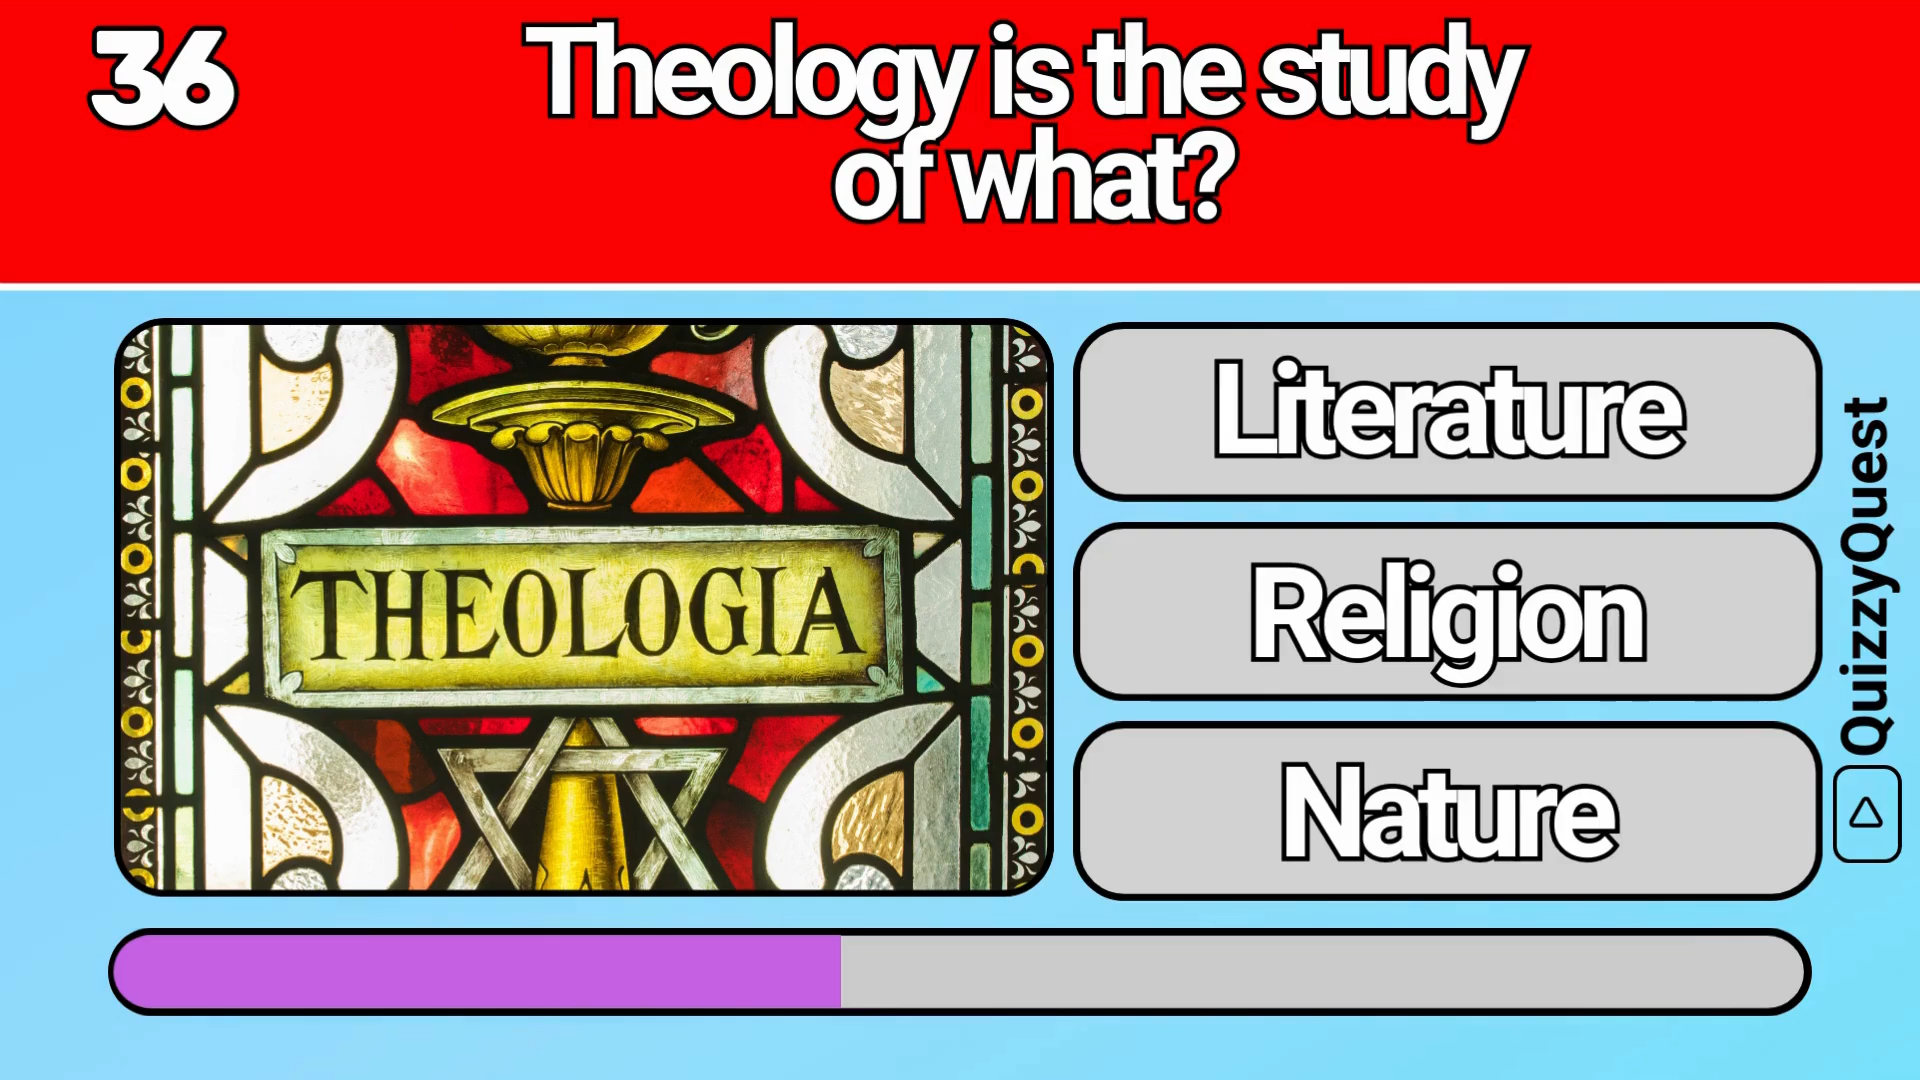 36
Theology is the study
of what?
THEOLOGIA
Literature
Religion
Nature
QuizzyQuest